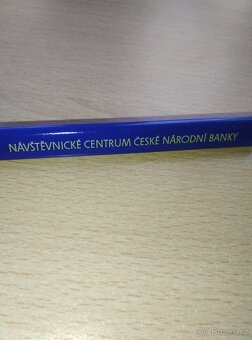 NÁVŠTĚVNICKÉ CENTRUM ČESKÉ NÁRODNÍ BANKY